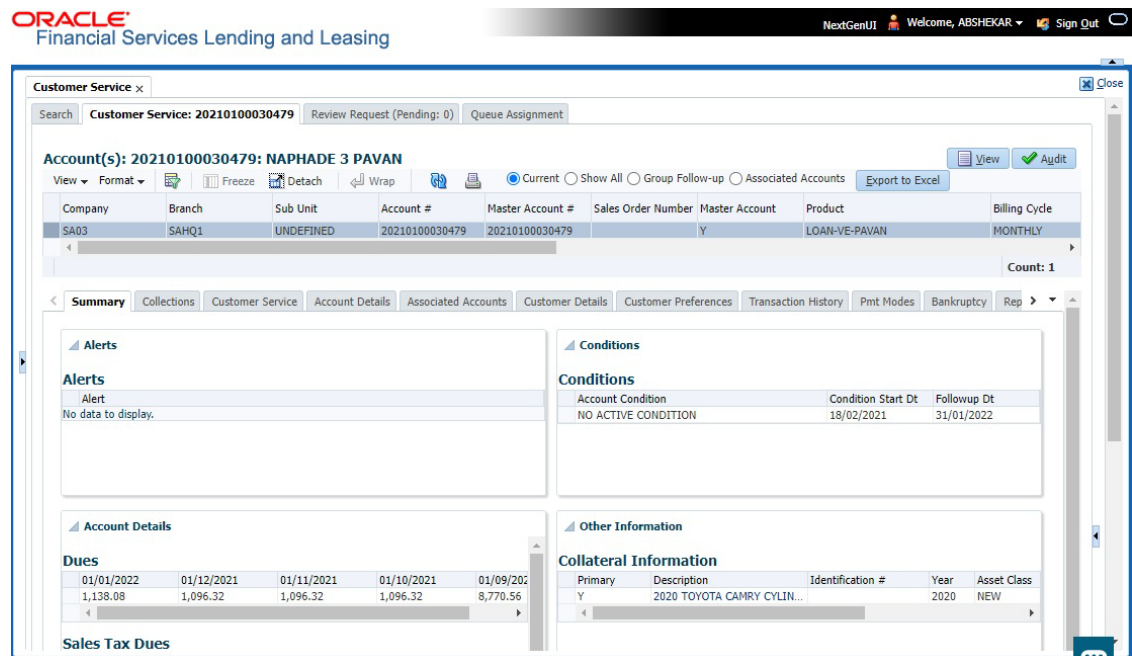 ORACLE®
Financial Services Lending and Leasing
NextGenUI Welcome, ABSHEKAR Sign Out
Customer Service x
Close
Search Customer Service: 20210100030479 Review Request (Pending: 0) Queue Assignment
Account(s): 20210100030479: NAPHADE 3 PAVAN
View Audit
View Format Freeze Detach Wrap Current Show All Group Follow-up Associated Accounts Export to Excel
Company Branch Sub Unit Account # Master Account # Sales Order Number Master Account Product Billing Cycle
SA03 SAHQ1 UNDEFINED 20210100030479 20210100030479 Y LOAN-VE-PAVAN MONTHLY
Count: 1
Summary Collections Customer Service Account Details Associated Accounts Customer Details Customer Preferences Transaction History Pmt Modes Bankruptcy Rep
Alerts
Alerts
Alert
No data to display.
Conditions
Conditions
Account Condition Condition Start Dt Followup Dt
NO ACTIVE CONDITION 18/02/2021 31/01/2022
Account Details
Dues
01/01/2022 01/12/2021 01/11/2021 01/10/2021 01/09/202
1,138.08 1,096.32 1,096.32 1,096.32 8,770.56
Sales Tax Dues
Other Information
Collateral Information
Primary Description Identification # Year Asset Class
Y 2020 TOYOTA CAMRY CYLIN... 2020 NEW